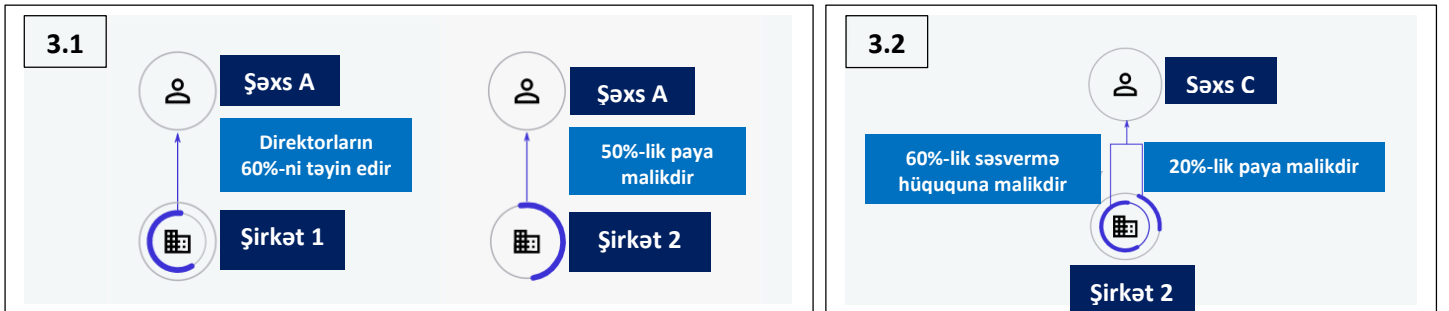 3.1
Şəxs A
Direktorların
60%-ni təyin edir
Şirkət 1
Şəxs A
50%-lik paya
malikdir
Şirkət 2
3.2
Səxs C
60%-lik səsvermə
hüququna malikdir
20%-lik paya malikdir
Şirkət 2